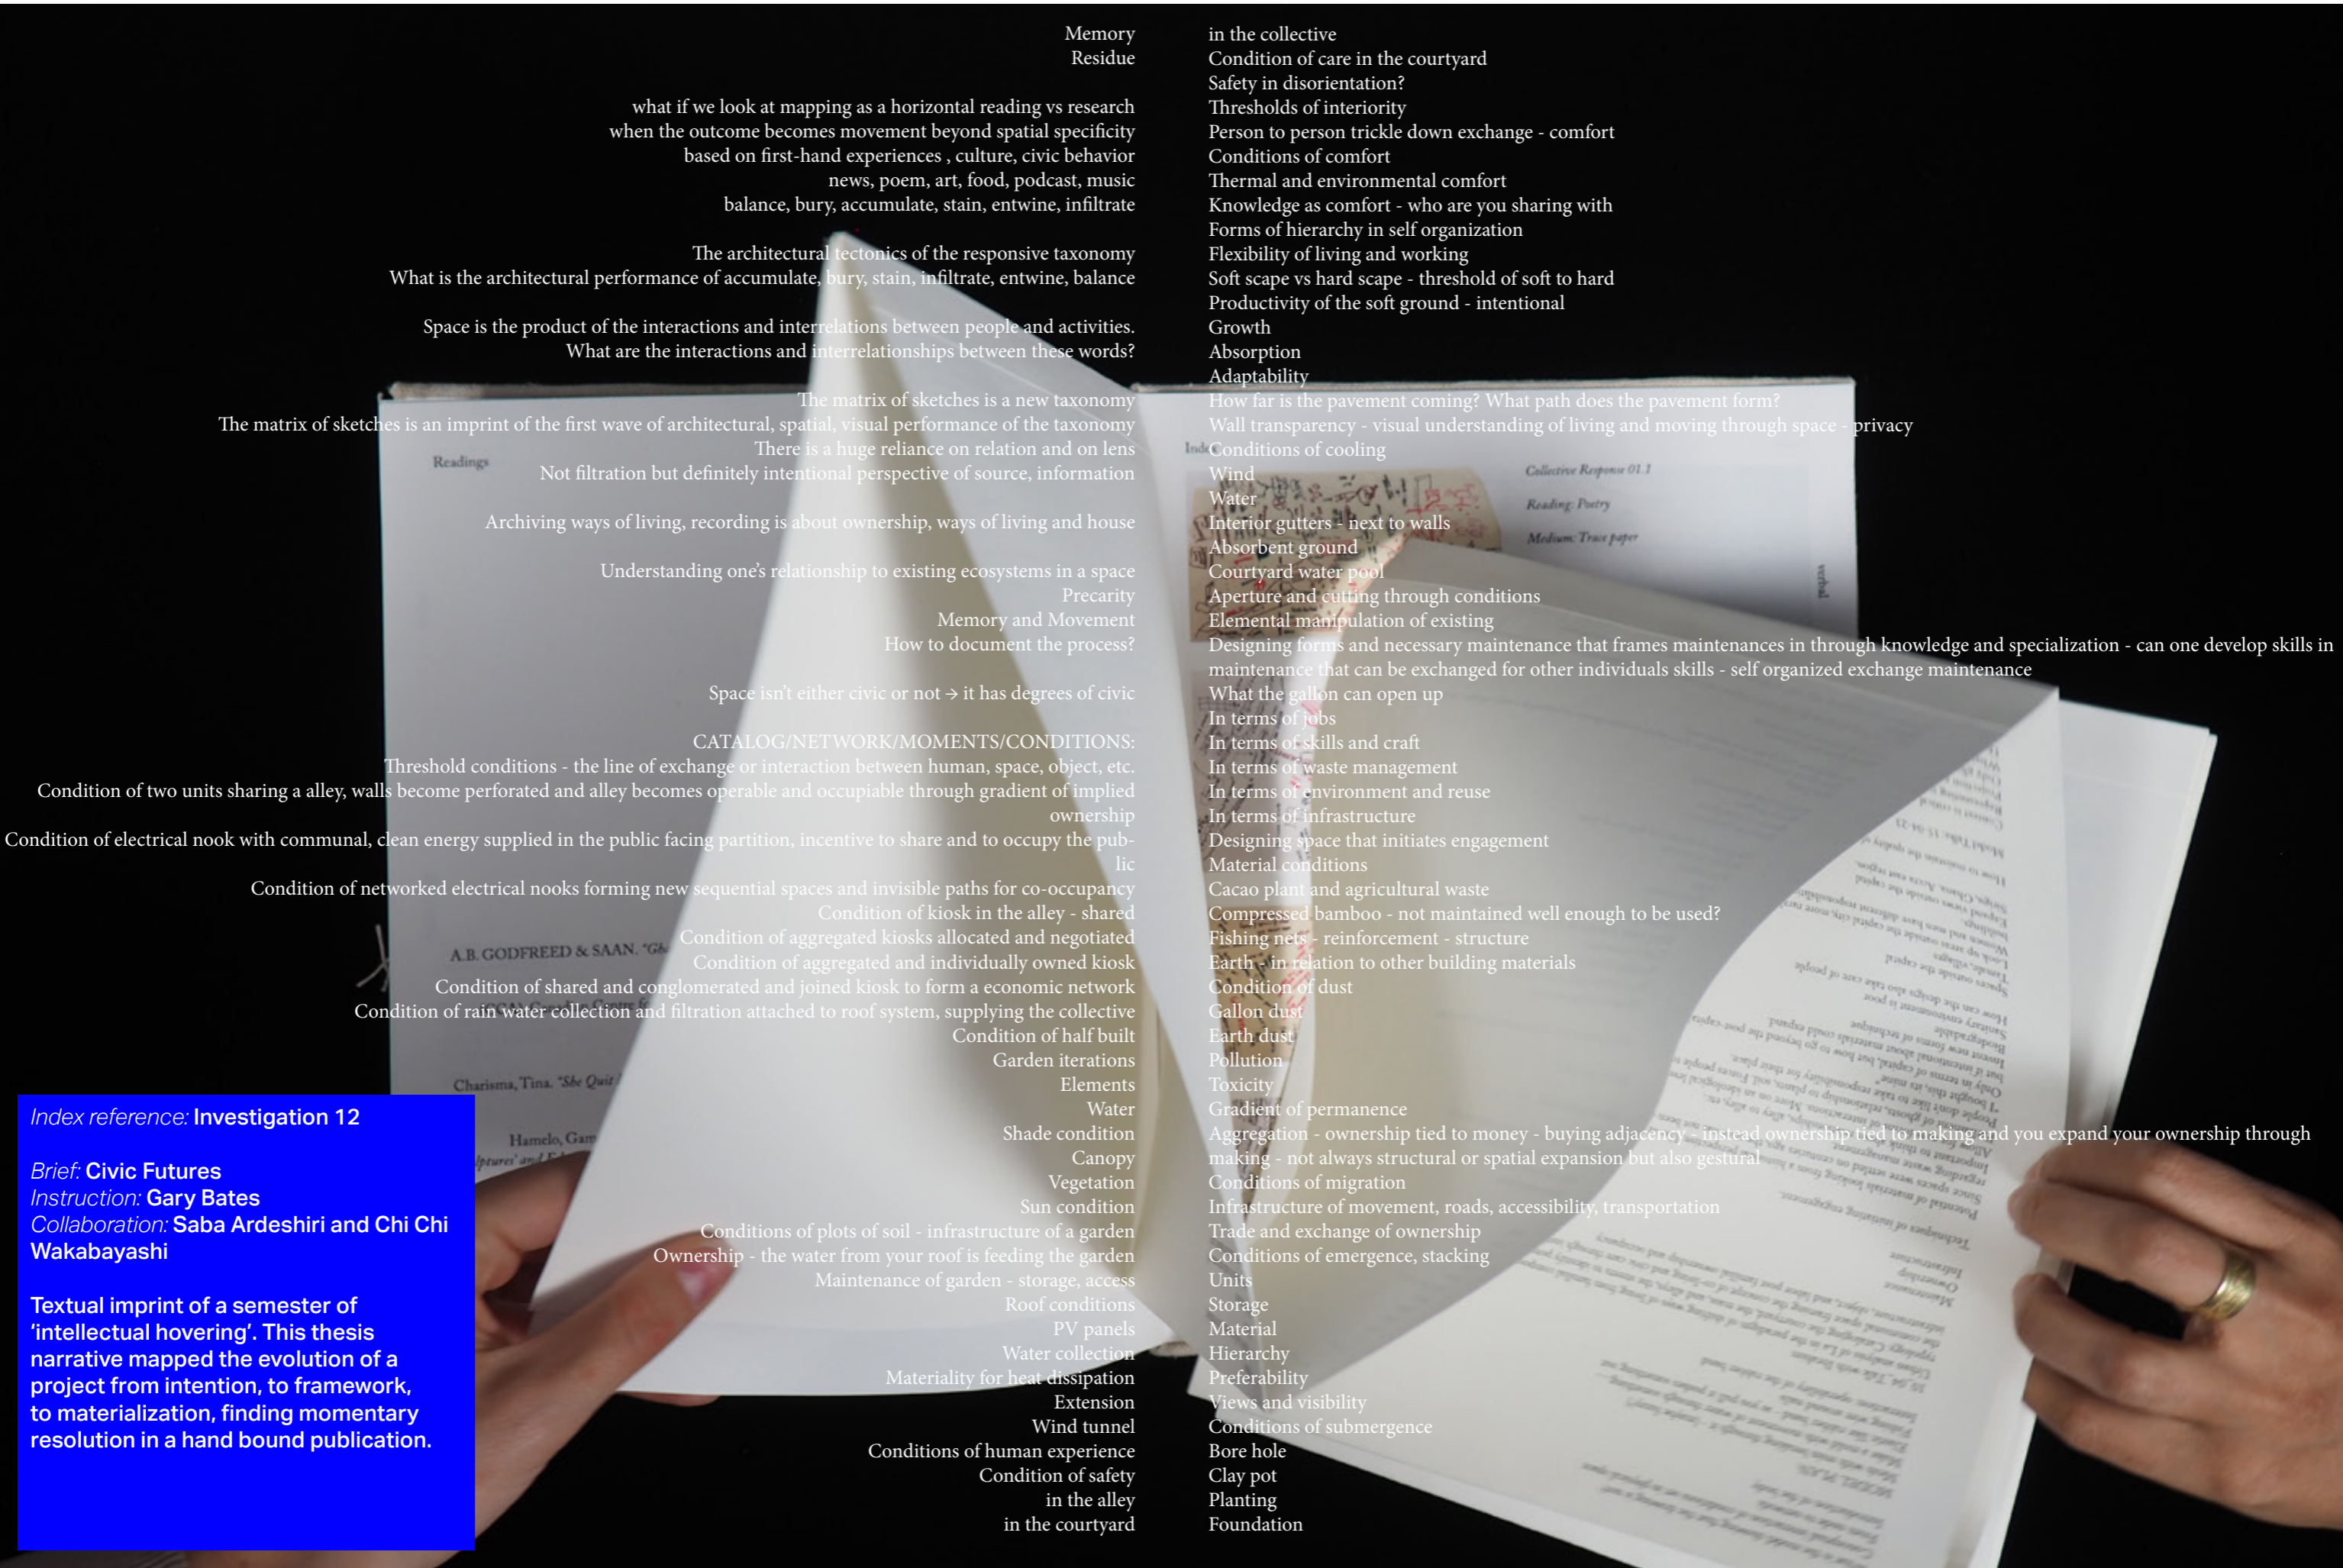 Memory
Residue
what if we look at mapping as a horizontal reading vs research
when the outcome becomes movement beyond spatial specificity
based on first-hand experiences , culture, civic behavior
news, poem, art, food, podcast, music
balance, bury, accumulate, stain, entwine, infiltrate
The architectural tectonics of the responsive taxonomy
What is the architectural performance of accumulate, bury, stain, infiltrate, entwine, balance
Space is the product of the interactions and interrelations between people and activities.
What are the interactions and interrelationships between these words?
The matrix of sketches is a new taxonomy
The matrix of sketches is an imprint of the first wave of architectural, spatial, visual performance of the taxonomy
There is a huge reliance on relation and on lens
Not filtration but definitely intentional perspective of source, information
Archiving ways of living, recording is about ownership, ways of living and house
Understanding one's relationship to existing ecosystems in a space
Precarity
Memory and Movement
How to document the process?
Space isn't either civic or not → it has degrees of civic
CATALOG/NETWORK/MOMENTS/CONDITIONS:
Threshold conditions - the line of exchange or interaction between human, space, object, etc.
Condition of two units sharing a alley, walls become perforated and alley becomes operable and occupiable through gradient of implied
ownership
Condition of electrical nook with communal, clean energy supplied in the public facing partition, incentive to share and to occupy the pub-
lic
Condition of networked electrical nooks forming new sequential spaces and invisible paths for co-occupancy
Condition of kiosk in the alley - shared
Condition of aggregated kiosks allocated and negotiated
Condition of aggregated and individually owned kiosk
Condition of shared and conglomerated and joined kiosk to form a economic network
Condition of rain water collection and filtration attached to roof system, supplying the collective
Condition of half built
Garden iterations
Elements
Water
Shade condition
Canopy
Vegetation
Sun condition
Conditions of plots of soil - infrastructure of a garden
Ownership - the water from your roof is feeding the garden
Maintenance of garden - storage, access
Roof conditions
PV panels
Water collection
Materiality for heat dissipation
Extension
Wind tunnel
Conditions of human experience
Condition of safety
in the alley
in the courtyard
in the collective
Condition of care in the courtyard
Safety in disorientation?
Thresholds of interiority
Person to person trickle down exchange - comfort
Conditions of comfort
Thermal and environmental comfort
Knowledge as comfort - who are you sharing with
Forms of hierarchy in self organization
Flexibility of living and working
Soft scape vs hard scape - threshold of soft to hard
Productivity of the soft ground - intentional
Growth
Absorption
Adaptability
How far is the pavement coming? What path does the pavement form?
Wall transparency - visual understanding of living and moving through space - privacy
Conditions of cooling
Wind
Water
Interior gutters - next to walls
Absorbent ground
Courtyard water pool
Aperture and cutting through conditions
Elemental manipulation of existing
Designing forms and necessary maintenance that frames maintenances in through knowledge and specialization - can one develop skills in
maintenance that can be exchanged for other individuals skills - self organized exchange maintenance
What the gallon can open up
In terms of jobs
In terms of skills and craft
In terms of waste management
In terms of environment and reuse
In terms of infrastructure
Designing space that initiates engagement
Material conditions
Cacao plant and agricultural waste
Compressed bamboo - not maintained well enough to be used?
Fishing nets - reinforcement - structure
Earth - in relation to other building materials
Condition of dust
Gallon dust
Earth dust
Pollution
Toxicity
Gradient of permanence
Aggregation - ownership tied to money - buying adjacency - instead ownership tied to making and you expand your ownership through
making - not always structural or spatial expansion but also gestural
Conditions of migration
Infrastructure of movement, roads, accessibility, transportation
Trade and exchange of ownership
Conditions of emergence, stacking
Units
Storage
Material
Hierarchy
Preferability
Views and visibility
Conditions of submergence
Bore hole
Clay pot
Planting
Foundation
Readings
A.B. GODFREED & SAAN.
Charisma, Tina. "She Quit
Hamelo,
Collective Response 01.1
Reading: Poetry
Medium: Trace paper
verbal
Index reference: Investigation 12
Brief: Civic Futures
Instruction: Gary Bates
Collaboration: Saba Ardeshiri and Chi Chi
Wakabayashi
Textual imprint of a semester of
'intellectual hovering'. This thesis
narrative mapped the evolution of a
project from intention, to framework,
to materialization, finding momentary
resolution in a hand bound publication.